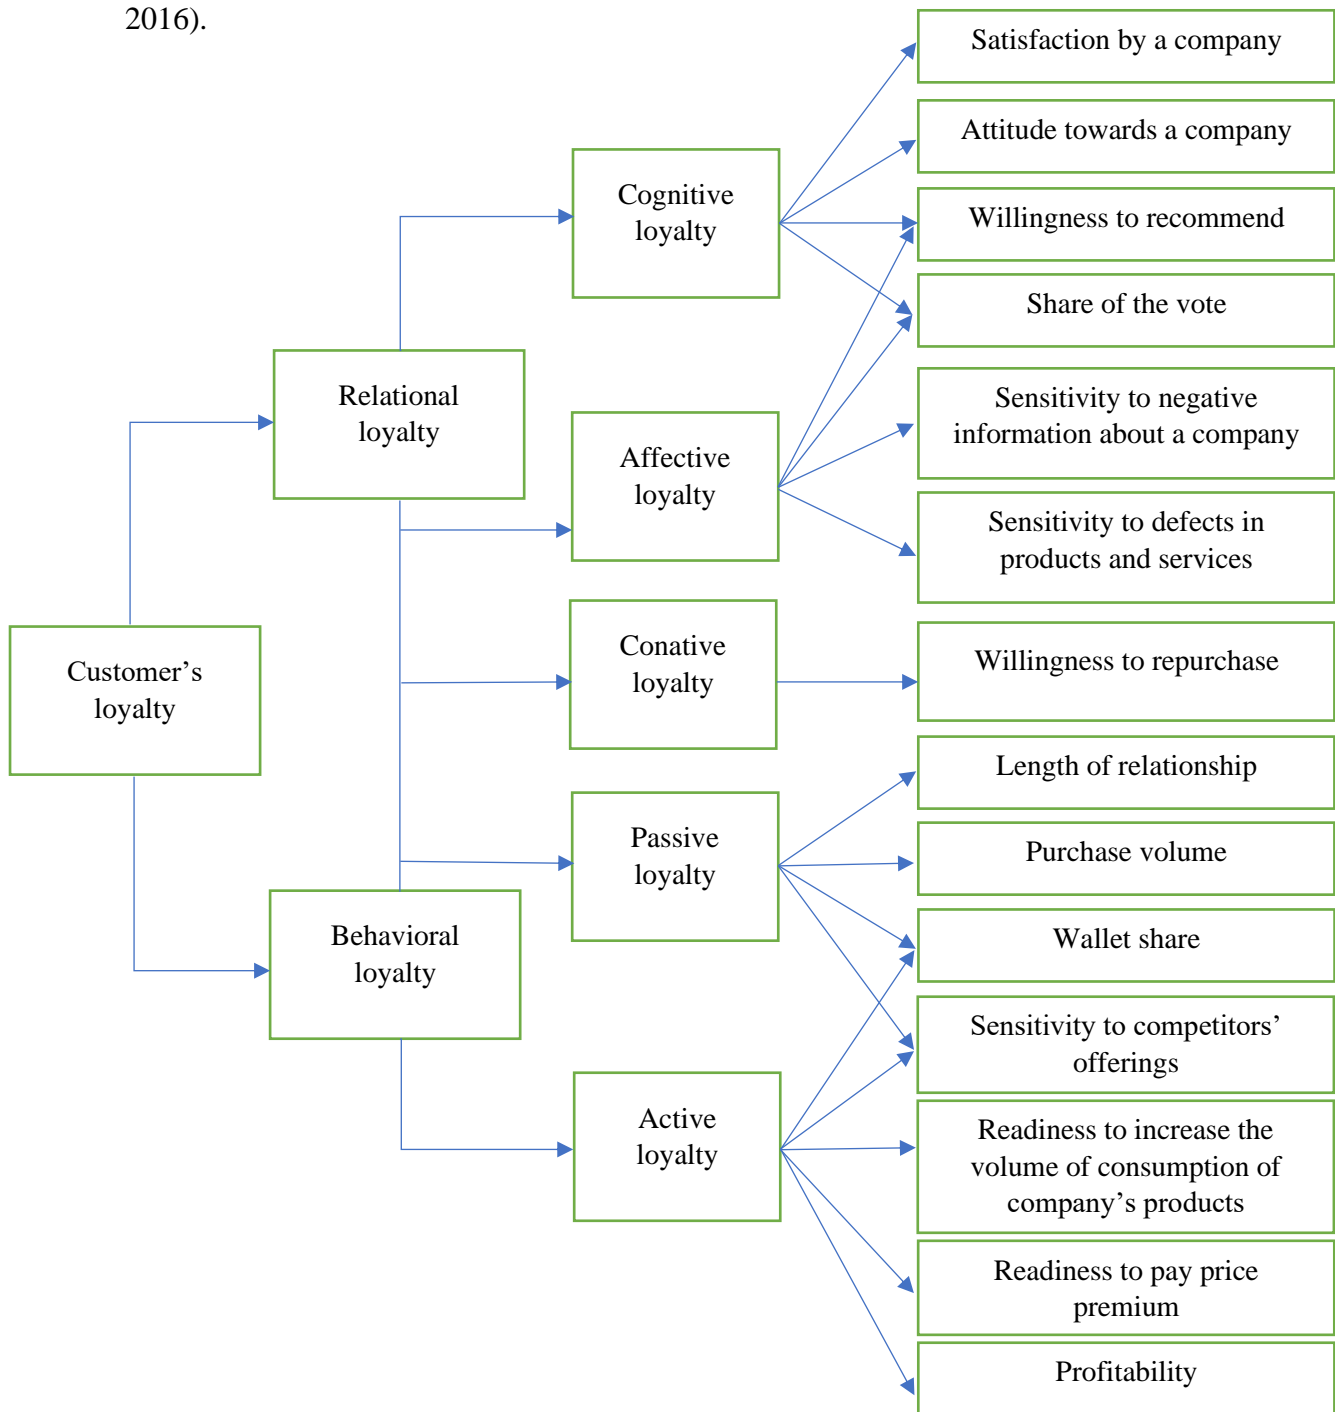 2016).
Satisfaction by a company
Attitude towards a company
Cognitive
loyalty
Willingness to recommend
Share of the vote
Relational
loyalty
Sensitivity to negative
information about a company
Affective
loyalty
Sensitivity to defects in
products and services
Customer’s
loyalty
Conative
loyalty
Willingness to repurchase
Length of relationship
Passive
loyalty
Purchase volume
Behavioral
loyalty
Wallet share
Sensitivity to competitors’
offerings
Active
loyalty
Readiness to increase the
volume of consumption of
company’s products
Readiness to pay price
premium
Profitability